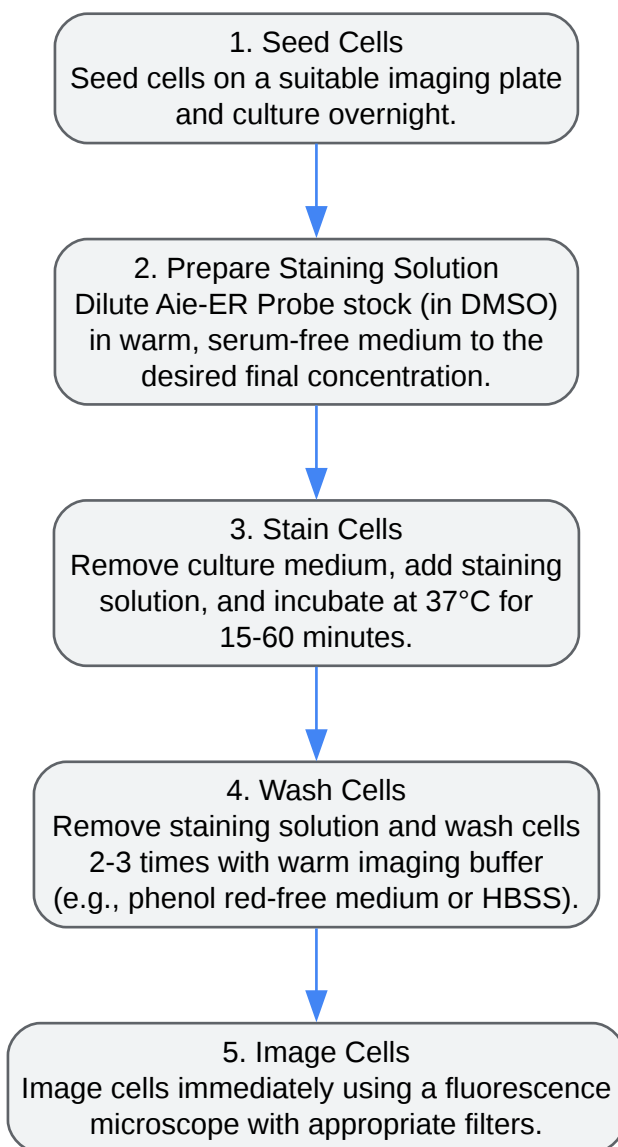 1. Seed Cells
Seed cells on a suitable imaging plate
and culture overnight.
2. Prepare Staining Solution
Dilute Aie-ER Probe stock (in DMSO)
in warm, serum-free medium to the
desired final concentration.
3. Stain Cells
Remove culture medium, add staining
solution, and incubate at 37°C for
15-60 minutes.
4. Wash Cells
Remove staining solution and wash cells
2-3 times with warm imaging buffer
(e.g., phenol red-free medium or HBSS).
5. Image Cells
Image cells immediately using a fluorescence
microscope with appropriate filters.